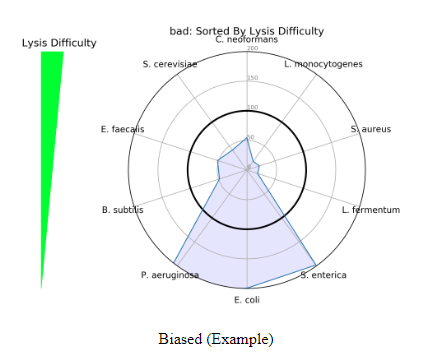 bad: Sorted By Lysis Difficulty
Lysis Difficulty
C. neoformans
200
S. cerevisiae
L. monocytogenes
150
100
E. faecalis
S. aureus
50
B. subtilis
L. fermentum
P. aeruginosa
S. enterica
E. coli
Biased (Example)